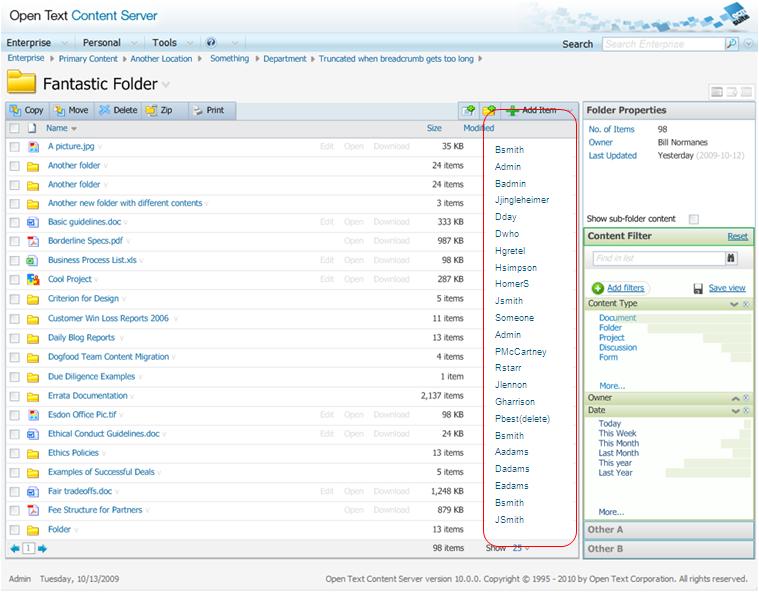 Open Text Content Server
Enterprise Personal Tools
Search Search Enterprise
Enterprise Primary Content Another Location Something Department Truncated when breadcrumb gets too long
Fantastic Folder
Copy Move Delete Zip Print Add Item
Name Size Modified
A picture.jpg Edit Open Download 35 KB Bsmith
Another folder 24 items Admin
Another folder 24 items Badmin
Another new folder with different contents 3 items Jjingleheimer
Basic guidelines.doc Edit Open Download 333 KB Dday
Borderline Specs.pdf Open Download 987 KB Dwho
Business Process List.xls Edit Open Download 98 KB Hgretel
Cool Project Edit Open Download 287 KB Hsimpson
Criterion for Design 5 items HomerS
Customer Win Loss Reports 2006 11 items Jsmith
Daily Blog Reports 13 items Someone
Dogfood Team Content Migration 4 items Admin
Due Diligence Examples 1 item PMcCartney
Errata Documentation 2,137 items Rstarr
Esdon Office Pic.tif Edit Open Download 98 KB Jlennon
Ethical Conduct Guidelines.doc Edit Open Download 24 KB Gharrison
Ethics Policies 13 items Pbest(delete)
Examples of Successful Deals 5 items Bsmith
Fair tradeoffs.doc Edit Open Download 1,248 KB Aadams
Fee Structure for Partners Open Download 879 KB Dadams
Folder 13 items Eadams
Bsmith
JSmith
1 98 items Show 25
Folder Properties
No. of Items 98
Owner Bill Normanes
Last Updated Yesterday (2009-10-12)
Show sub-folder content
Content Filter Reset
Find in list
Add filters Save view
Content Type
Document
Folder
Project
Discussion
Form
More...
Owner
Date
Today
This Week
This Month
Last Month
This year
Last Year
More...
Other A
Other B
Admin Tuesday, 10/13/2009 Open Text Content Server version 10.0.0. Copyright © 1995 - 2010 by Open Text Corporation. All rights reserved.